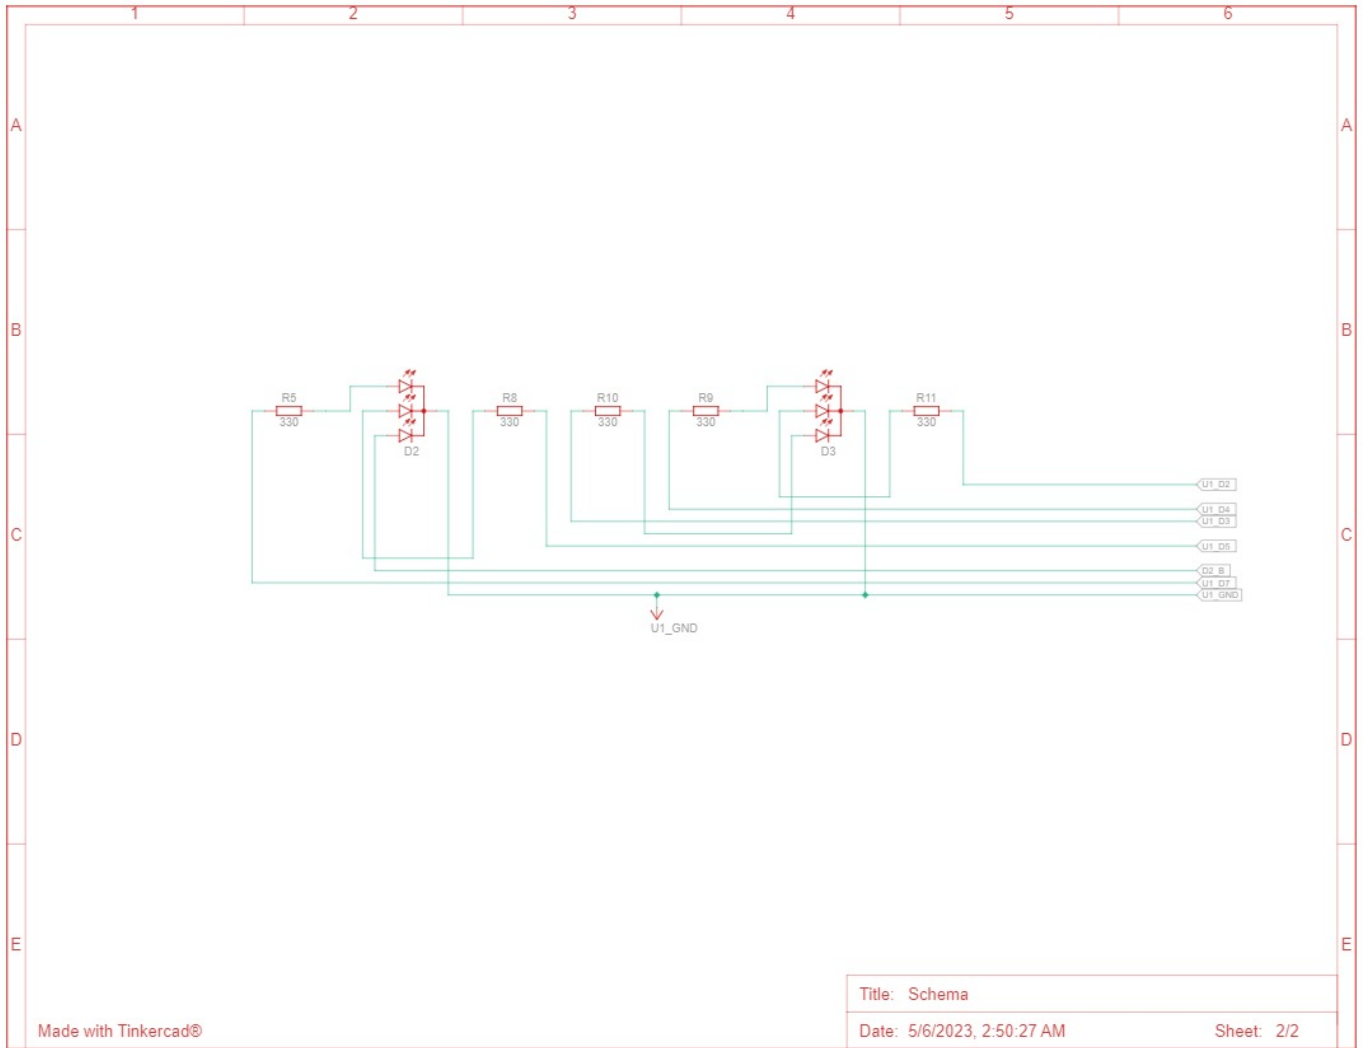 1 2 3 4 5 6
A A
B B
R5 R8 R10 R9 R11
330 330 330 330 330
D2 D3
U1_D2
U1_D4
C C
U1_D3
U1_D5
D2_B
U1_D7
U1_GND
U1_GND
D D
E E
Title: Schema
Made with Tinkercad® Date: 5/6/2023, 2:50:27 AM Sheet: 2/2